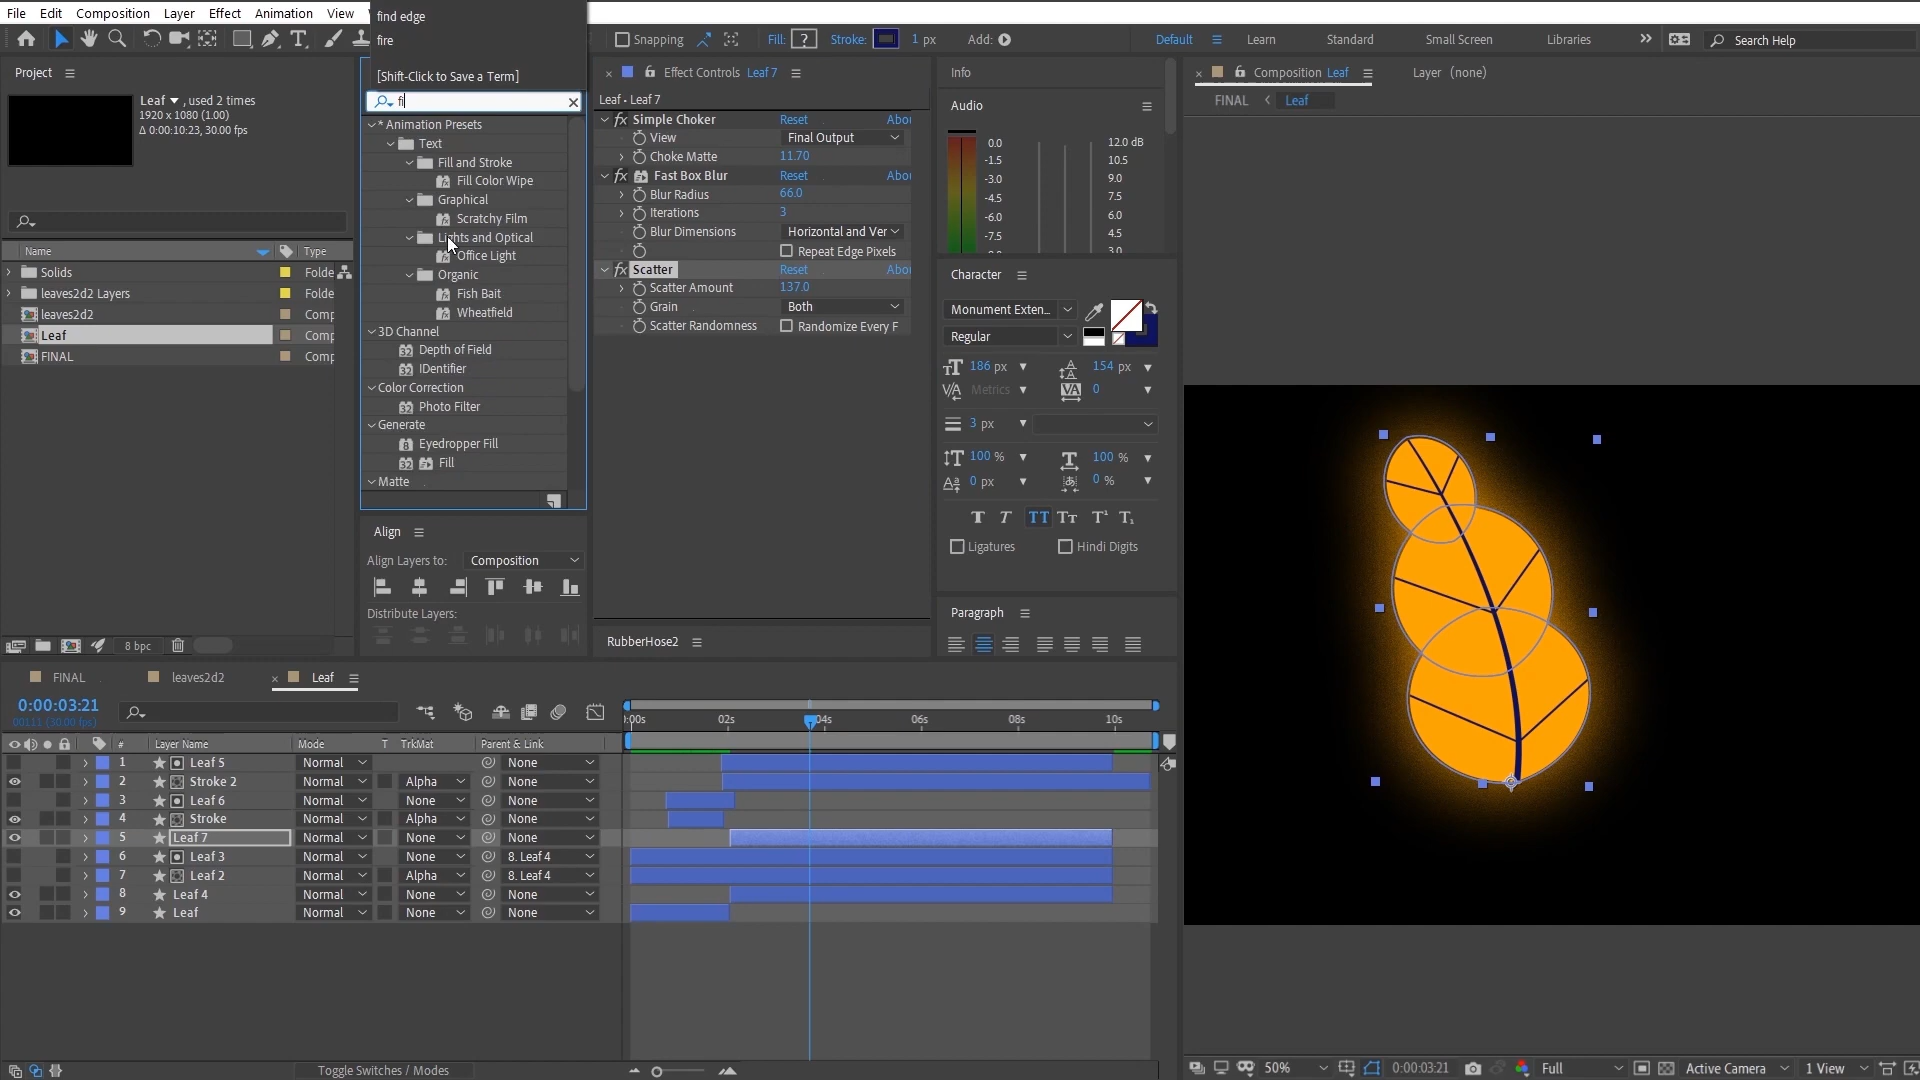 File Edit Composition Layer Effect Animation View
find edge
fire
[Shift-Click to Save a Term]
fi
Snapping
Fill: ?
Stroke:
1 px
Add:
Default
Learn
Standard
Small Screen
Libraries
Search Help
Project
Leaf , used 2 times
1920 x 1080 (1.00)
Δ 0:00:10:23, 30.00 fps
Name Type
Solids Folde
leaves2d2 Layers Folde
leaves2d2 Comp
Leaf Comp
FINAL Comp
8 bpc
* Animation Presets
Text
Fill and Stroke
Fill Color Wipe
Graphical
Scratchy Film
Lights and Optical
Office Light
Organic
Fish Bait
Wheatfield
3D Channel
Depth of Field
IDentifier
Color Correction
Photo Filter
Generate
Eyedropper Fill
Fill
Matte
Align
Align Layers to: Composition
Distribute Layers:
Effect Controls Leaf 7
Leaf • Leaf 7
fx Simple Choker Reset Abo
View Final Output
Choke Matte 11.70
fx Fast Box Blur Reset Abo
Blur Radius 66.0
Iterations 3
Blur Dimensions Horizontal and Ver
Repeat Edge Pixels
fx Scatter Reset Abo
Scatter Amount 137.0
Grain Both
Scatter Randomness Randomize Every F
RubberHose2
Info
Audio
0.0 12.0 dB
-1.5 10.5
-3.0 9.0
-4.5 7.5
-6.0 6.0
-7.5 4.5
3.0
Character
Monument Exten...
Regular
186 px 154 px
Metrics 0
3 px
100 % 100 %
0 px 0 %
T T TT Tt T¹ T₁
Ligatures Hindi Digits
Paragraph
Composition Leaf
Layer (none)
FINAL Leaf
50% 0:00:03:21 Full Active Camera 1 View
FINAL leaves2d2 Leaf
0:00:03:21
00111 (30.00 fps)
:00s 02s 04s 06s 08s 10s
# Layer Name Mode T TrkMat Parent & Link
1 Leaf 5 Normal None
2 Stroke 2 Normal Alpha None
3 Leaf 6 Normal None None
4 Stroke Normal Alpha None
5 Leaf 7 Normal None None
6 Leaf 3 Normal None 8. Leaf 4
7 Leaf 2 Normal Alpha 8. Leaf 4
8 Leaf 4 Normal None None
9 Leaf Normal None None
Toggle Switches / Modes